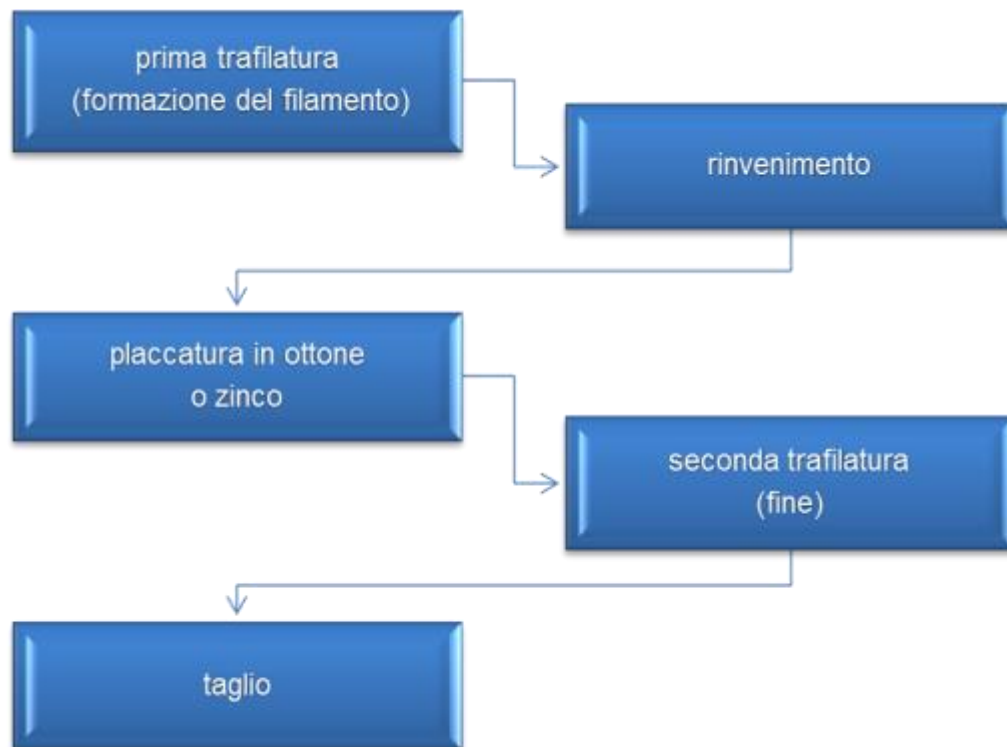 prima trafilatura
(formazione del filamento)
rinvenimento
placcatura in ottone
o zinco
seconda trafilatura
(fine)
taglio